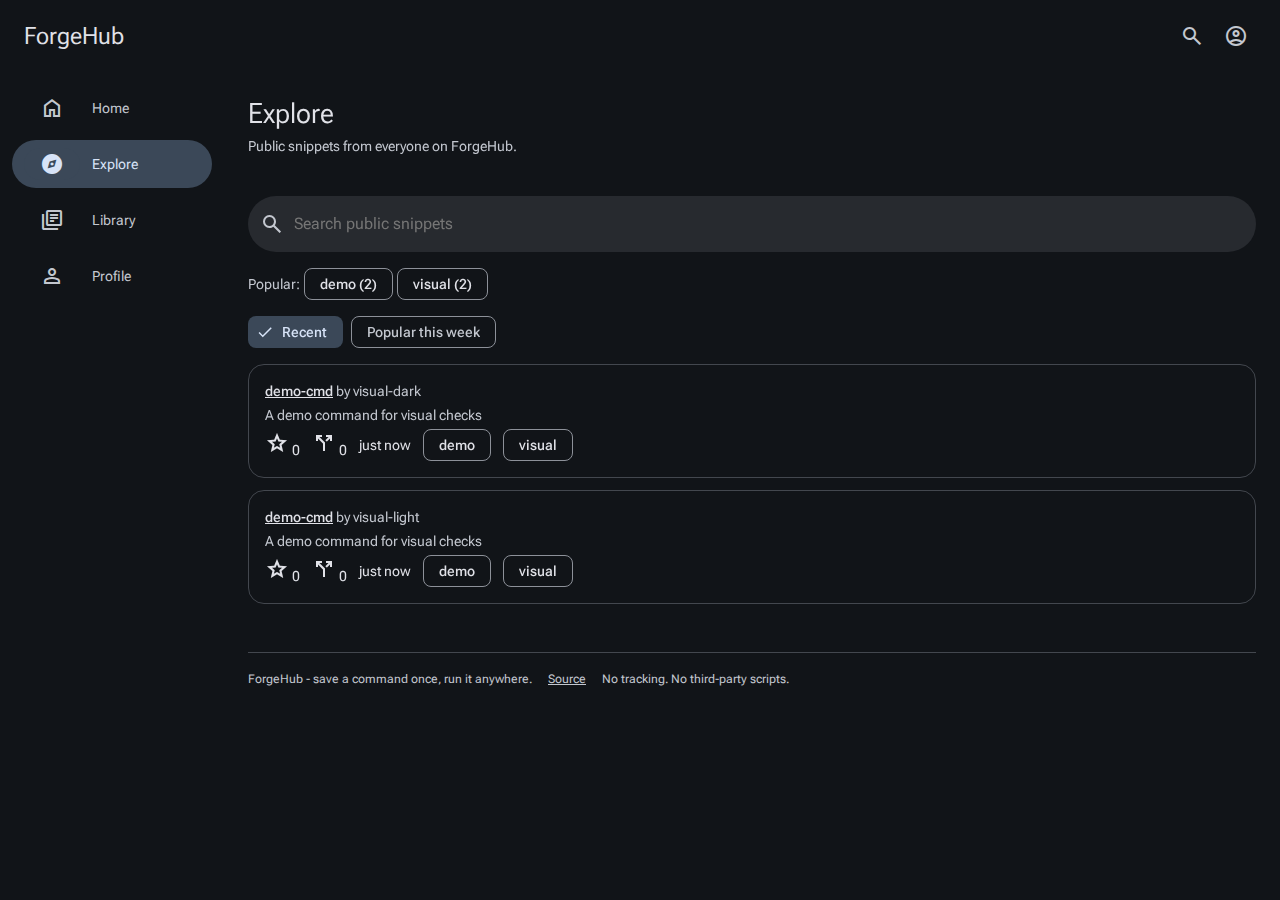 ForgeHub
Home
Explore
Library
Profile
Explore
Public snippets from everyone on ForgeHub.
Search public snippets
Popular: demo (2) visual (2)
Recent Popular this week
demo-cmd by visual-dark
A demo command for visual checks
0 0 just now demo visual
demo-cmd by visual-light
A demo command for visual checks
0 0 just now demo visual
ForgeHub - save a command once, run it anywhere. Source No tracking. No third-party scripts.